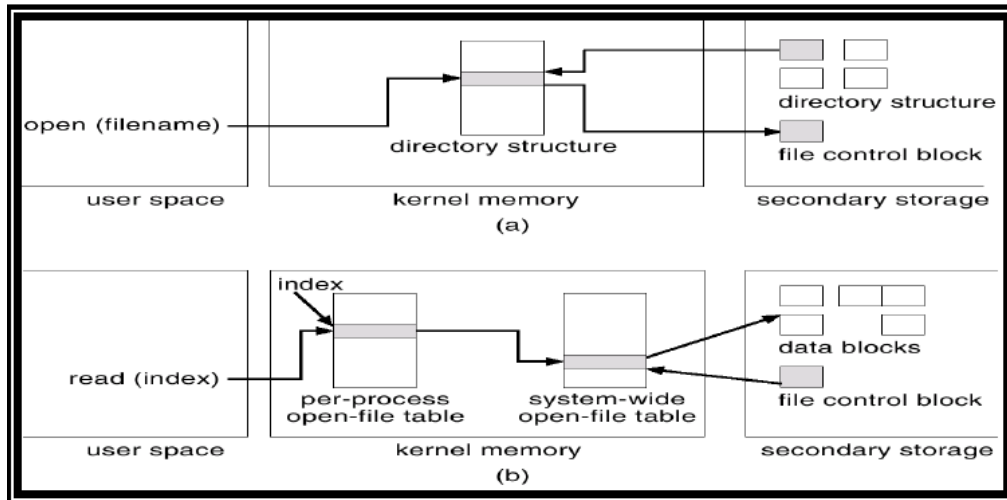 open (filename)
directory structure
directory structure
file control block
user space
kernel memory
secondary storage
(a)
index
read (index)
per-process
open-file table
system-wide
open-file table
data blocks
file control block
user space
kernel memory
secondary storage
(b)